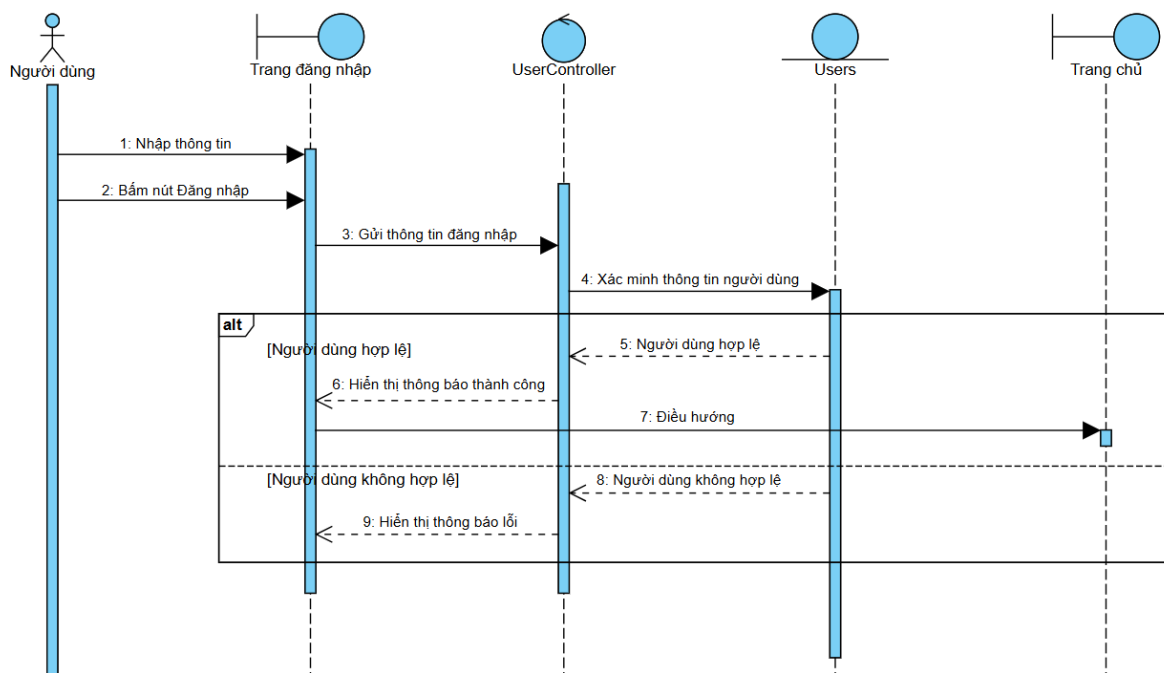 Người dùng
Trang đăng nhập
UserController
Users
Trang chủ
1: Nhập thông tin
2: Bấm nút Đăng nhập
3: Gửi thông tin đăng nhập
4: Xác minh thông tin người dùng
alt
[Người dùng hợp lệ]
5: Người dùng hợp lệ
6: Hiển thị thông báo thành công
7: Điều hướng
[Người dùng không hợp lệ]
8: Người dùng không hợp lệ
9: Hiển thị thông báo lỗi